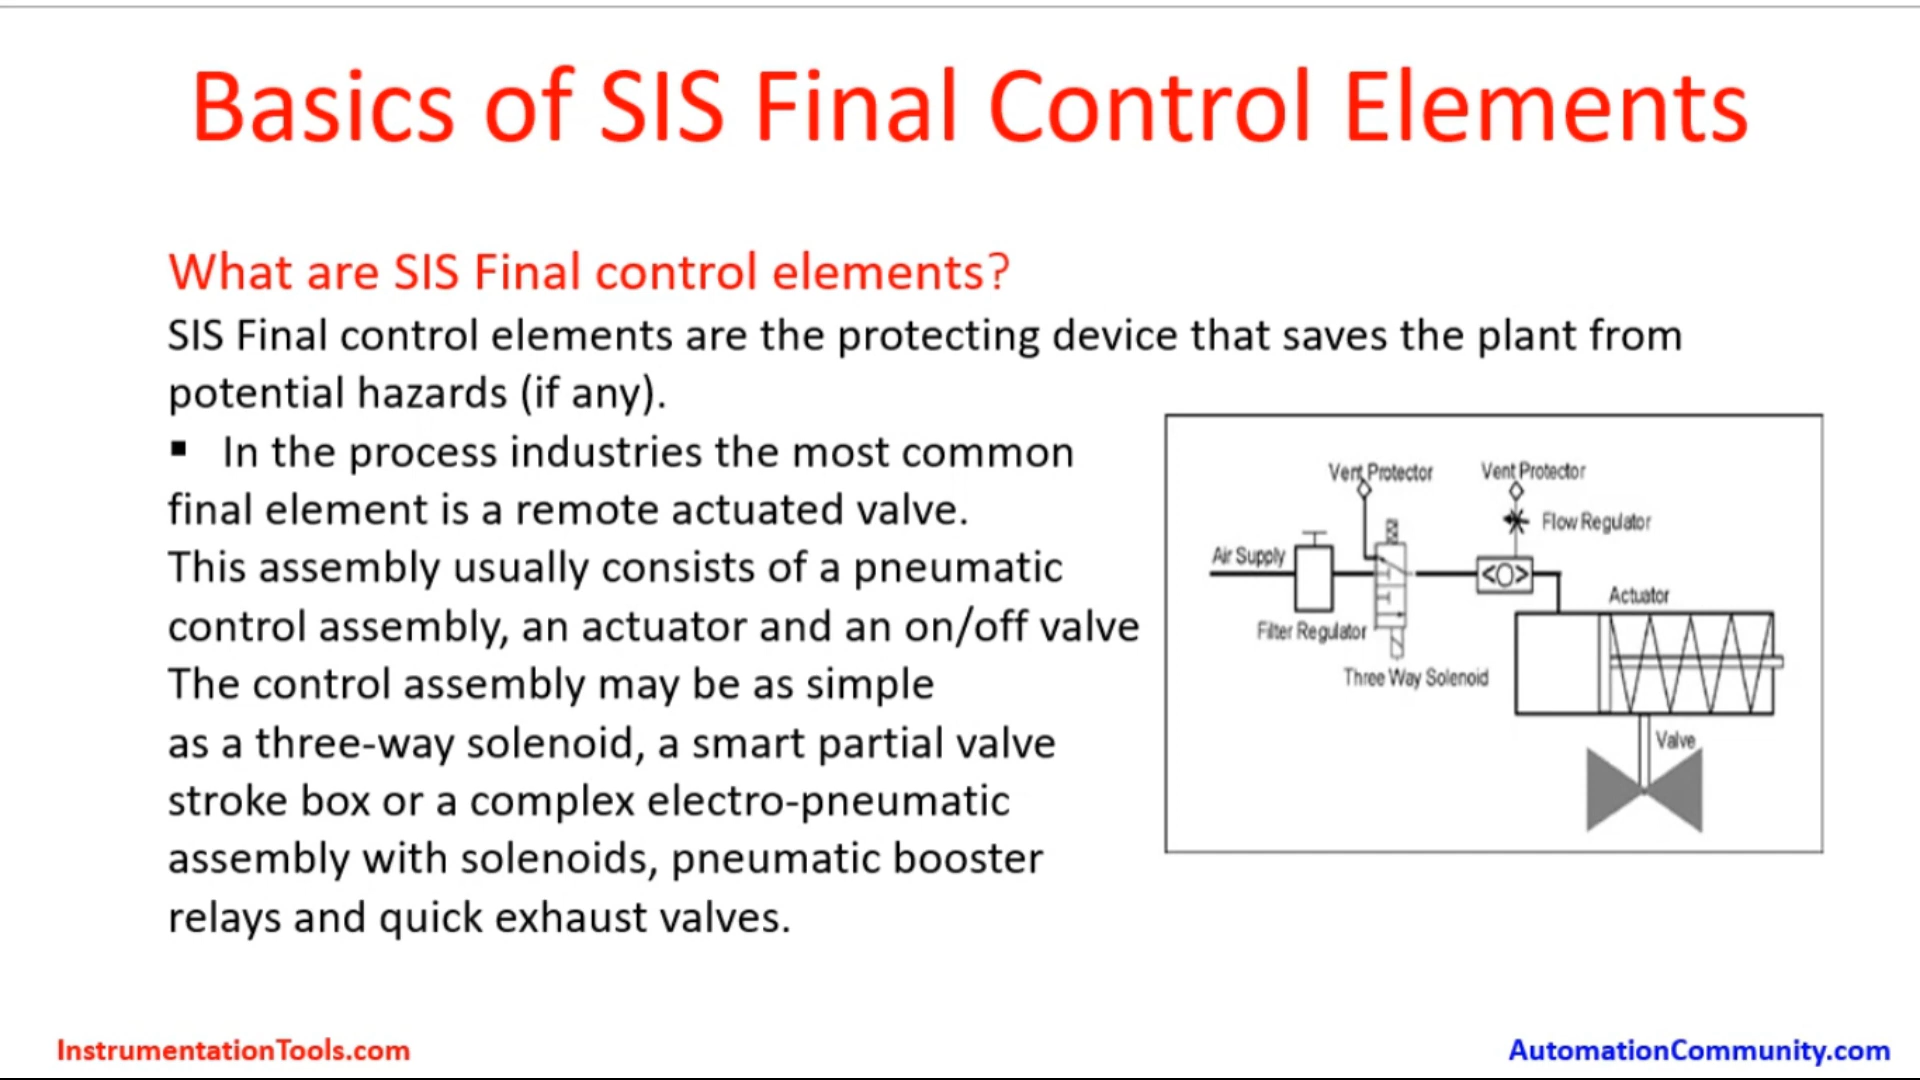 Basics of SIS Final Control Elements
What are SIS Final control elements?
SIS Final control elements are the protecting device that saves the plant from
potential hazards (if any).
▪ In the process industries the most common
final element is a remote actuated valve.
This assembly usually consists of a pneumatic
control assembly, an actuator and an on/off valve
The control assembly may be as simple
as a three-way solenoid, a smart partial valve
stroke box or a complex electro-pneumatic
assembly with solenoids, pneumatic booster
relays and quick exhaust valves.
Vent Protector
Vent Protector
Flow Regulator
Air Supply
<O>
Actuator
Filter Regulator
Three Way Solenoid
Valve
InstrumentationTools.com
AutomationCommunity.com